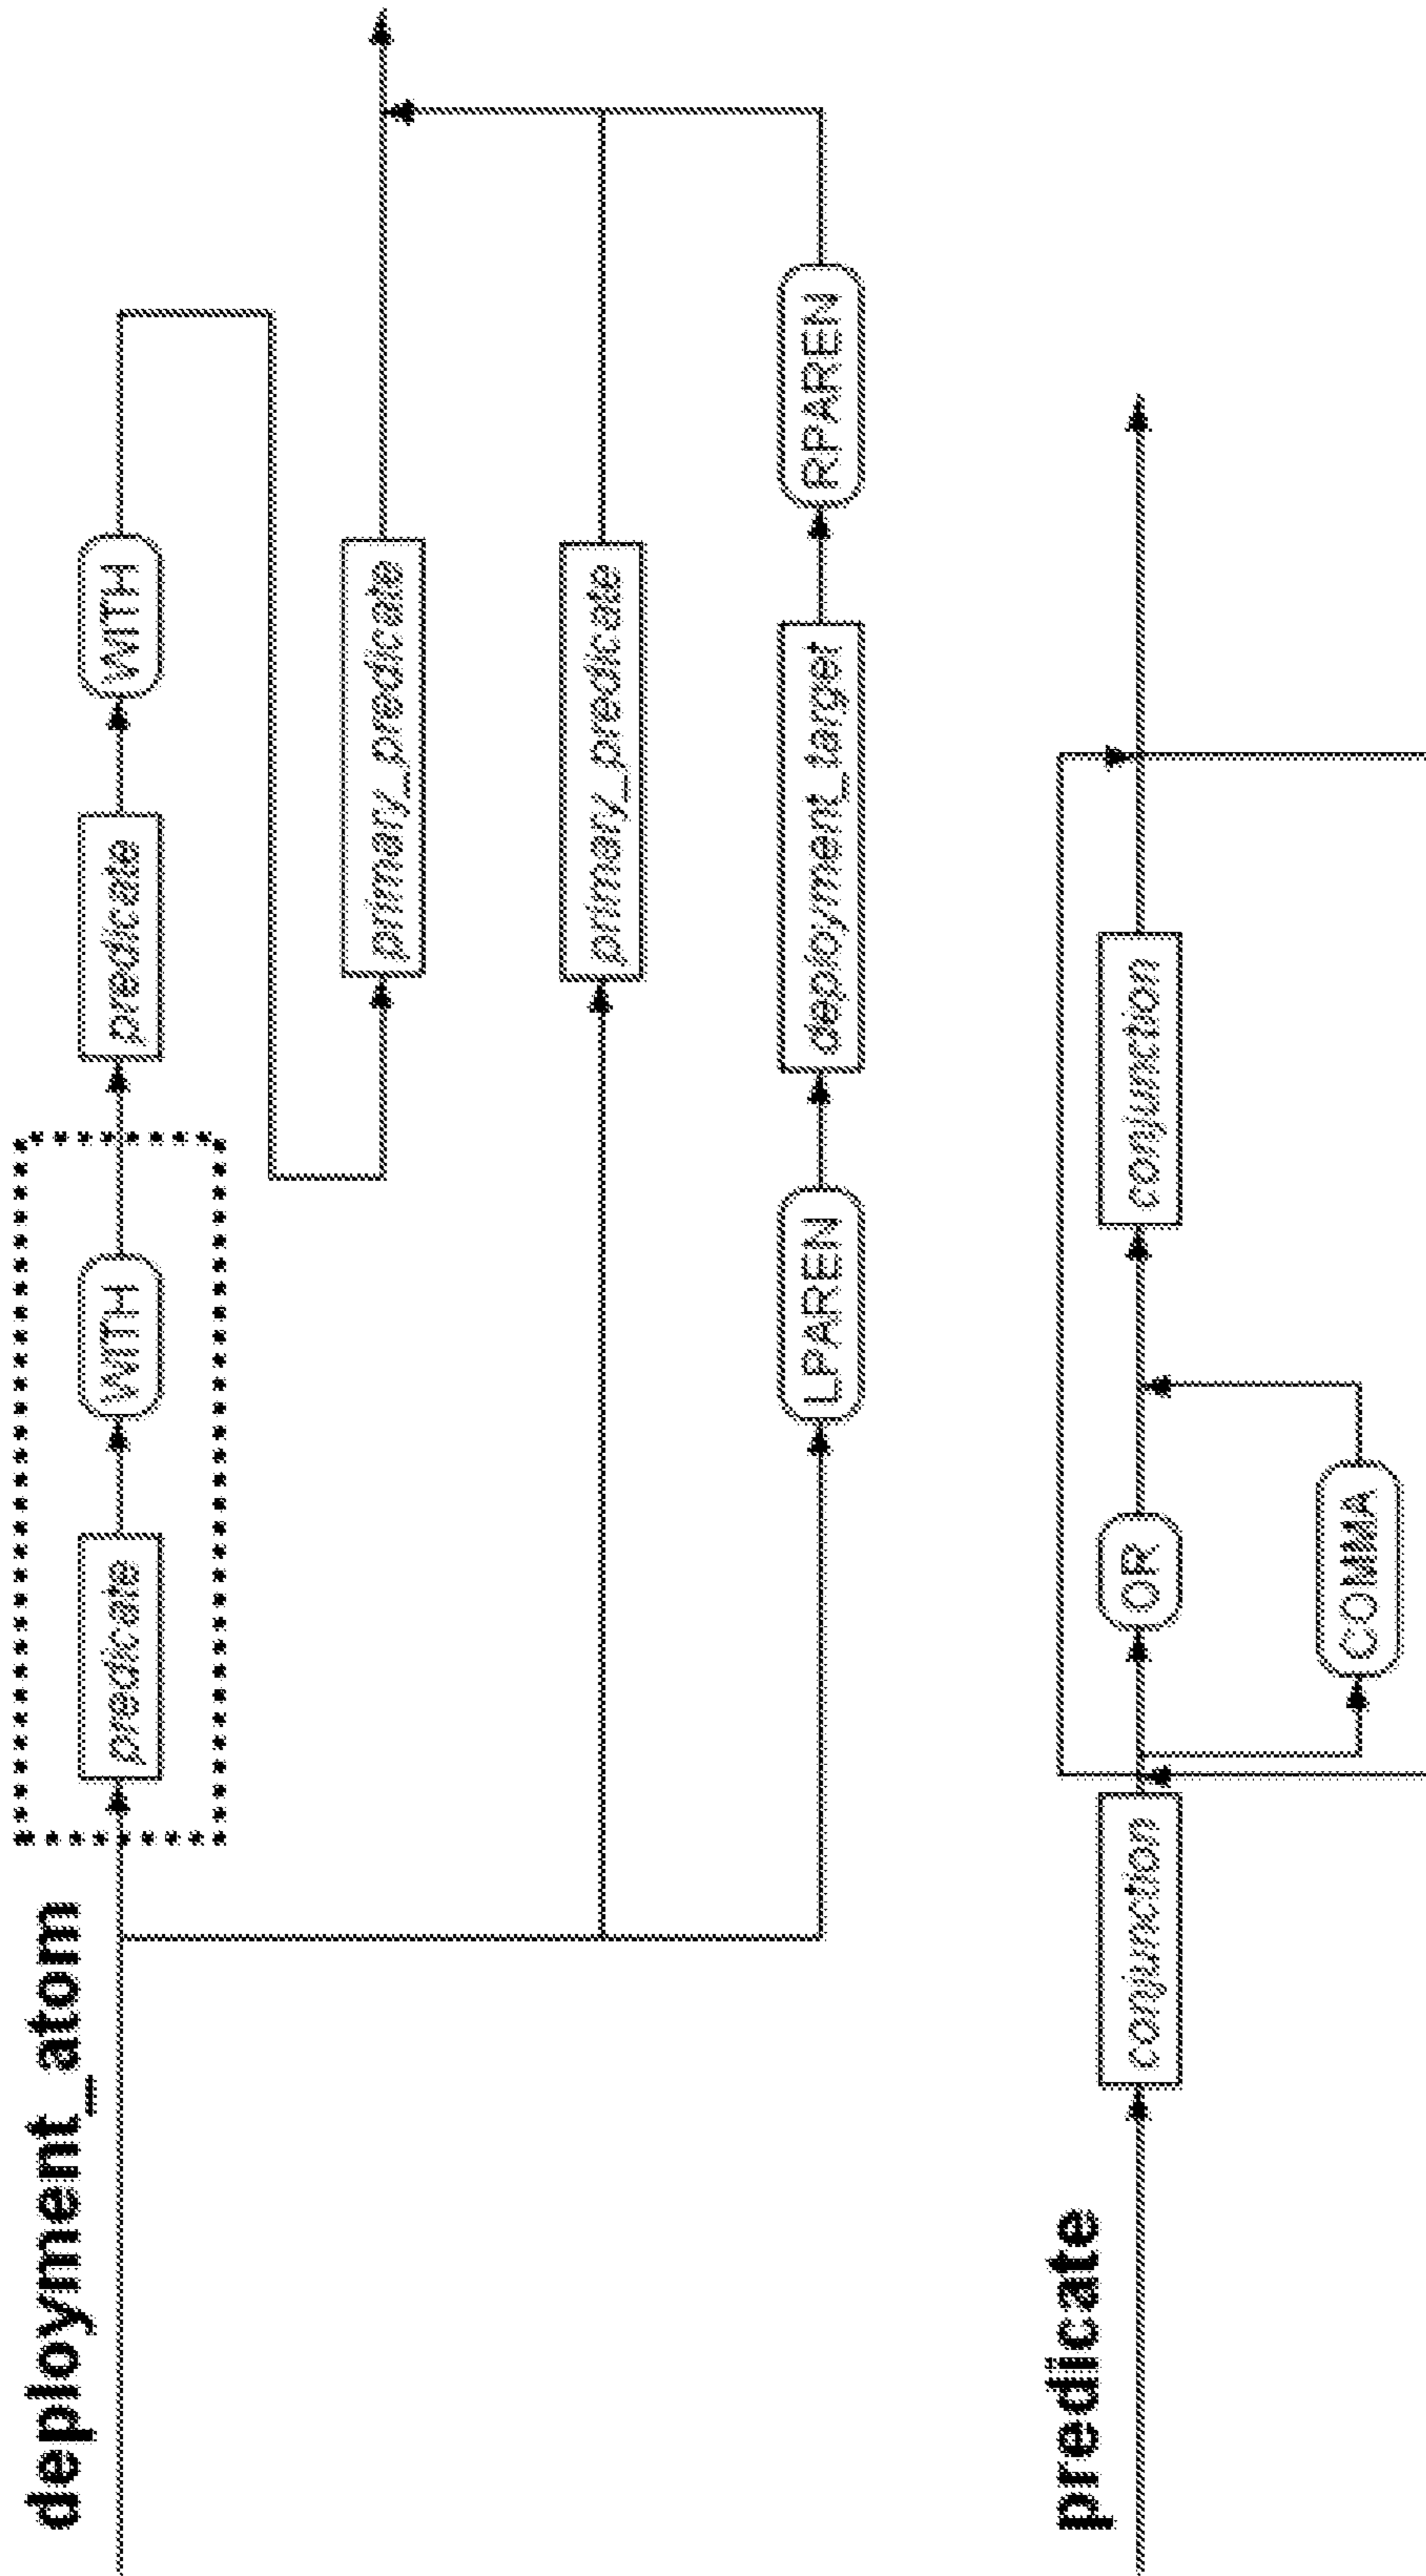 deployment_atom
predicate WITH predicate WITH
primary_predicate
primary_predicate
LPAREN deployment_target RPAREN
predicate
conjunction OR conjunction
COMMA